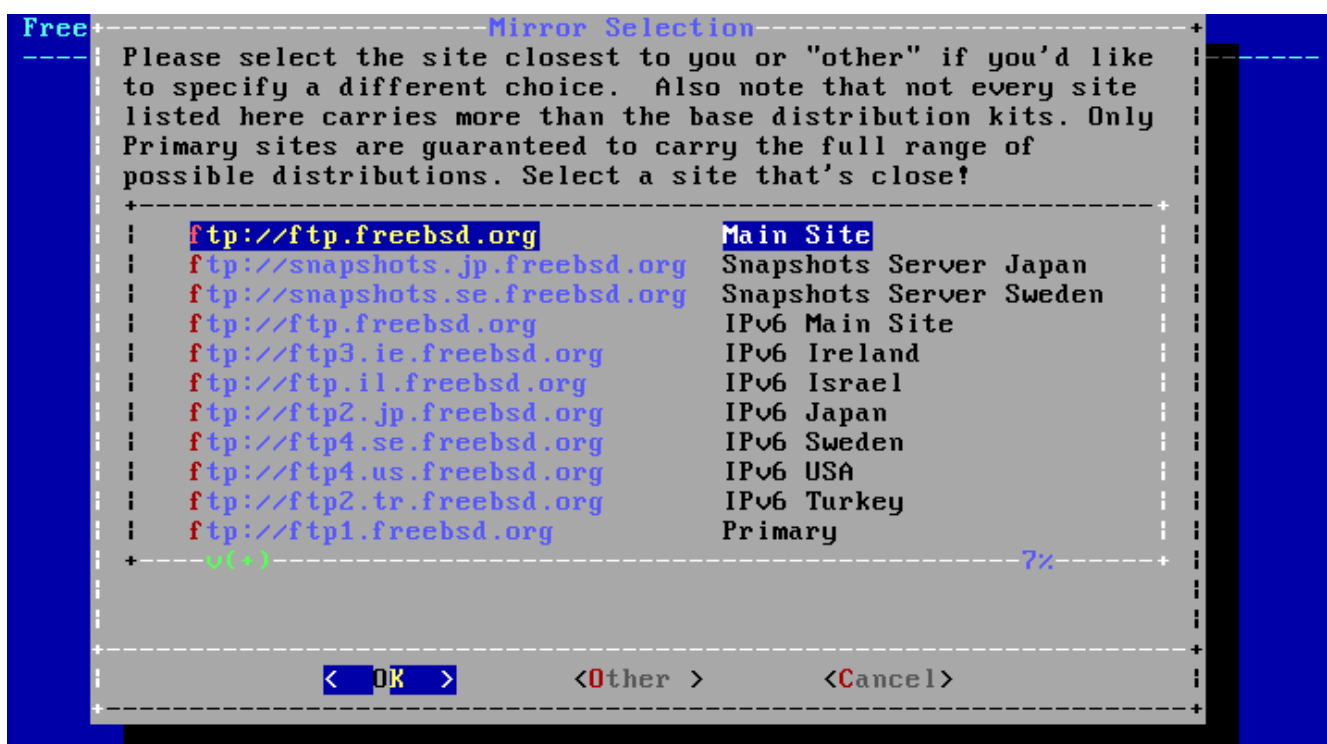 Free
Mirror Selection
Please select the site closest to you or "other" if you'd like
to specify a different choice.  Also note that not every site
listed here carries more than the base distribution kits. Only
Primary sites are guaranteed to carry the full range of
possible distributions. Select a site that's close!
ftp://ftp.freebsd.org Main Site
ftp://snapshots.jp.freebsd.org Snapshots Server Japan
ftp://snapshots.se.freebsd.org Snapshots Server Sweden
ftp://ftp.freebsd.org IPv6 Main Site
ftp://ftp3.ie.freebsd.org IPv6 Ireland
ftp://ftp.il.freebsd.org IPv6 Israel
ftp://ftp2.jp.freebsd.org IPv6 Japan
ftp://ftp4.se.freebsd.org IPv6 Sweden
ftp://ftp4.us.freebsd.org IPv6 USA
ftp://ftp2.tr.freebsd.org IPv6 Turkey
ftp://ftp1.freebsd.org Primary
v(+) 7%
<  OK  > <Other > <Cancel>